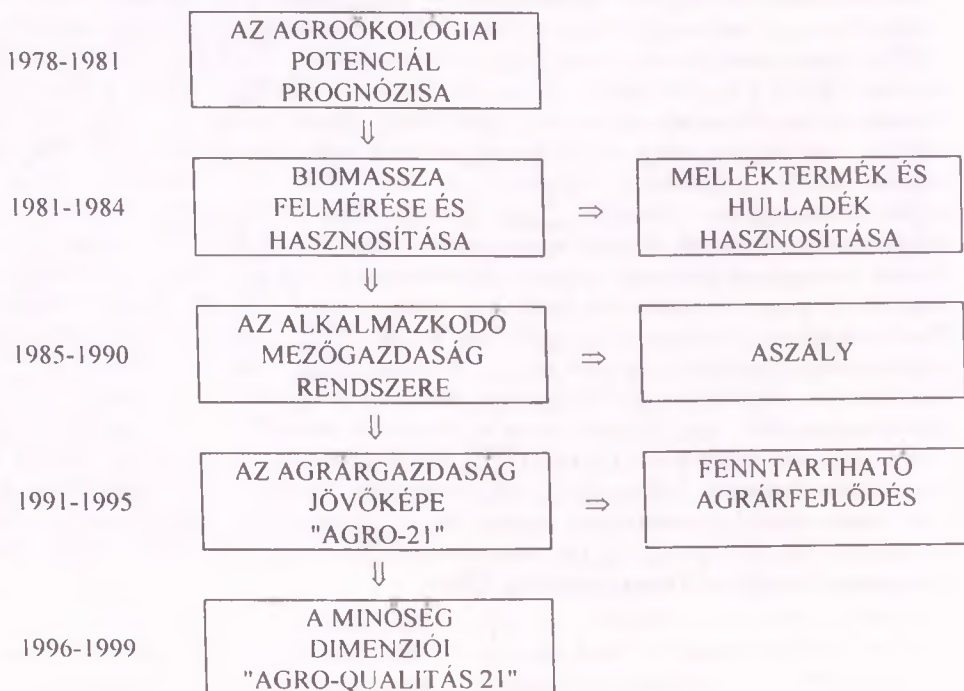 1978-1981
AZ AGROÖKOLÓGIAI
POTENCIÁL
PROGNÓZISA
⇓
1981-1984
BIOMASSZA
FELMÉRÉSE ÉS
HASZNOSÍTÁSA
⇒
MELLÉKTERMÉK ÉS
HULLADÉK
HASZNOSÍTÁSA
⇓
1985-1990
AZ ALKALMAZKODÓ
MEZŐGAZDASÁG
RENDSZERE
⇒
ASZÁLY
⇓
1991-1995
AZ AGRÁRGAZDASÁG
JÖVŐKÉPE
"AGRO-21"
⇒
FENNTARTHATÓ
AGRÁRFEJLŐDÉS
⇓
1996-1999
A MINŐSÉG
DIMENZIÓI
"AGRO-QUALITÁS 21"